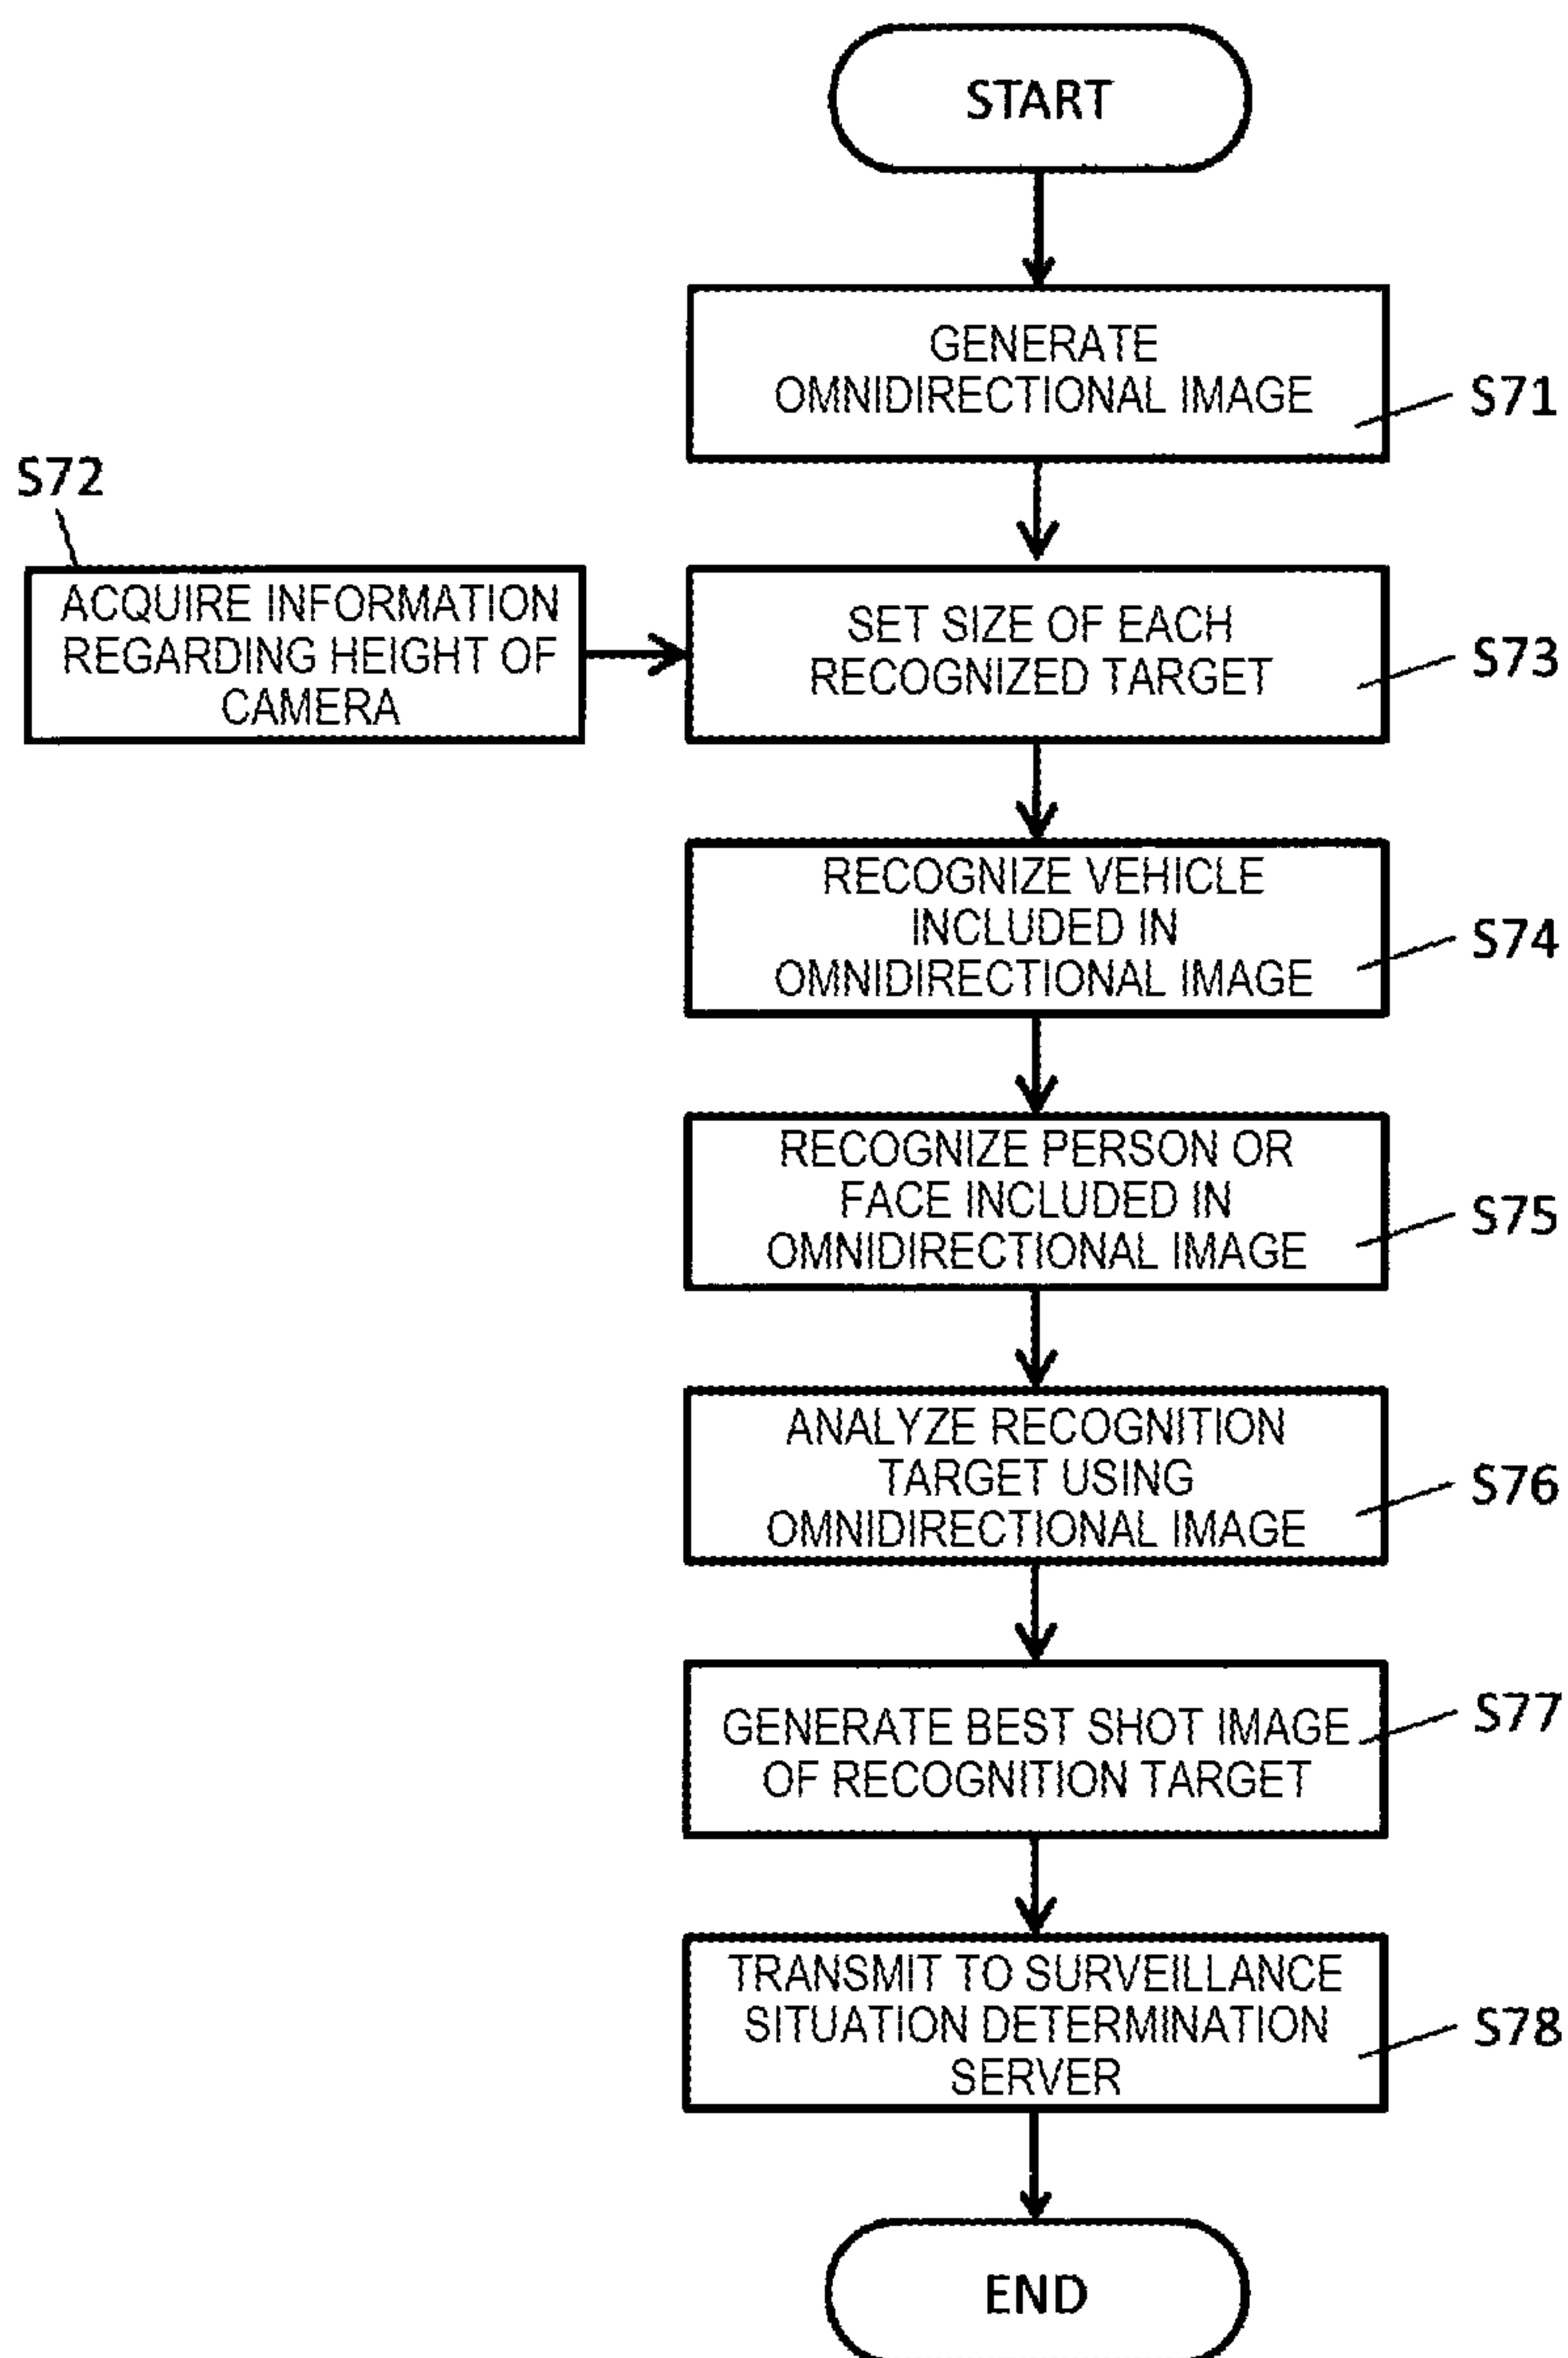 START
GENERATE
OMNIDIRECTIONAL IMAGE
S71
S72
ACQUIRE INFORMATION
REGARDING HEIGHT OF
CAMERA
SET SIZE OF EACH
RECOGNIZED TARGET
S73
RECOGNIZE VEHICLE
INCLUDED IN
OMNIDIRECTIONAL IMAGE
S74
RECOGNIZE PERSON OR
FACE INCLUDED IN
OMNIDIRECTIONAL IMAGE
S75
ANALYZE RECOGNITION
TARGET USING
OMNIDIRECTIONAL IMAGE
S76
GENERATE BEST SHOT IMAGE
OF RECOGNITION TARGET
S77
TRANSMIT TO SURVEILLANCE
SITUATION DETERMINATION
SERVER
S78
END